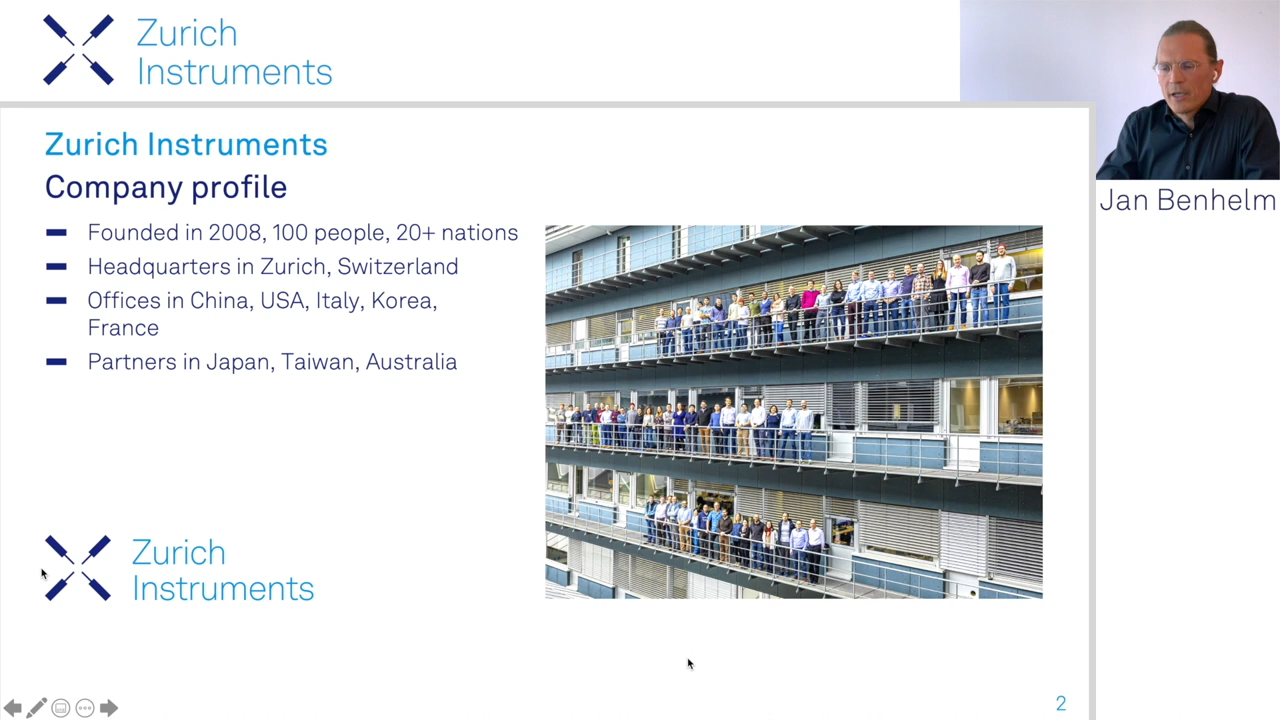 Zurich
Instruments
Zurich Instruments
Company profile
Founded in 2008, 100 people, 20+ nations
Headquarters in Zurich, Switzerland
Offices in China, USA, Italy, Korea,
France
Partners in Japan, Taiwan, Australia
Zurich
Instruments
2
Jan Benhelm